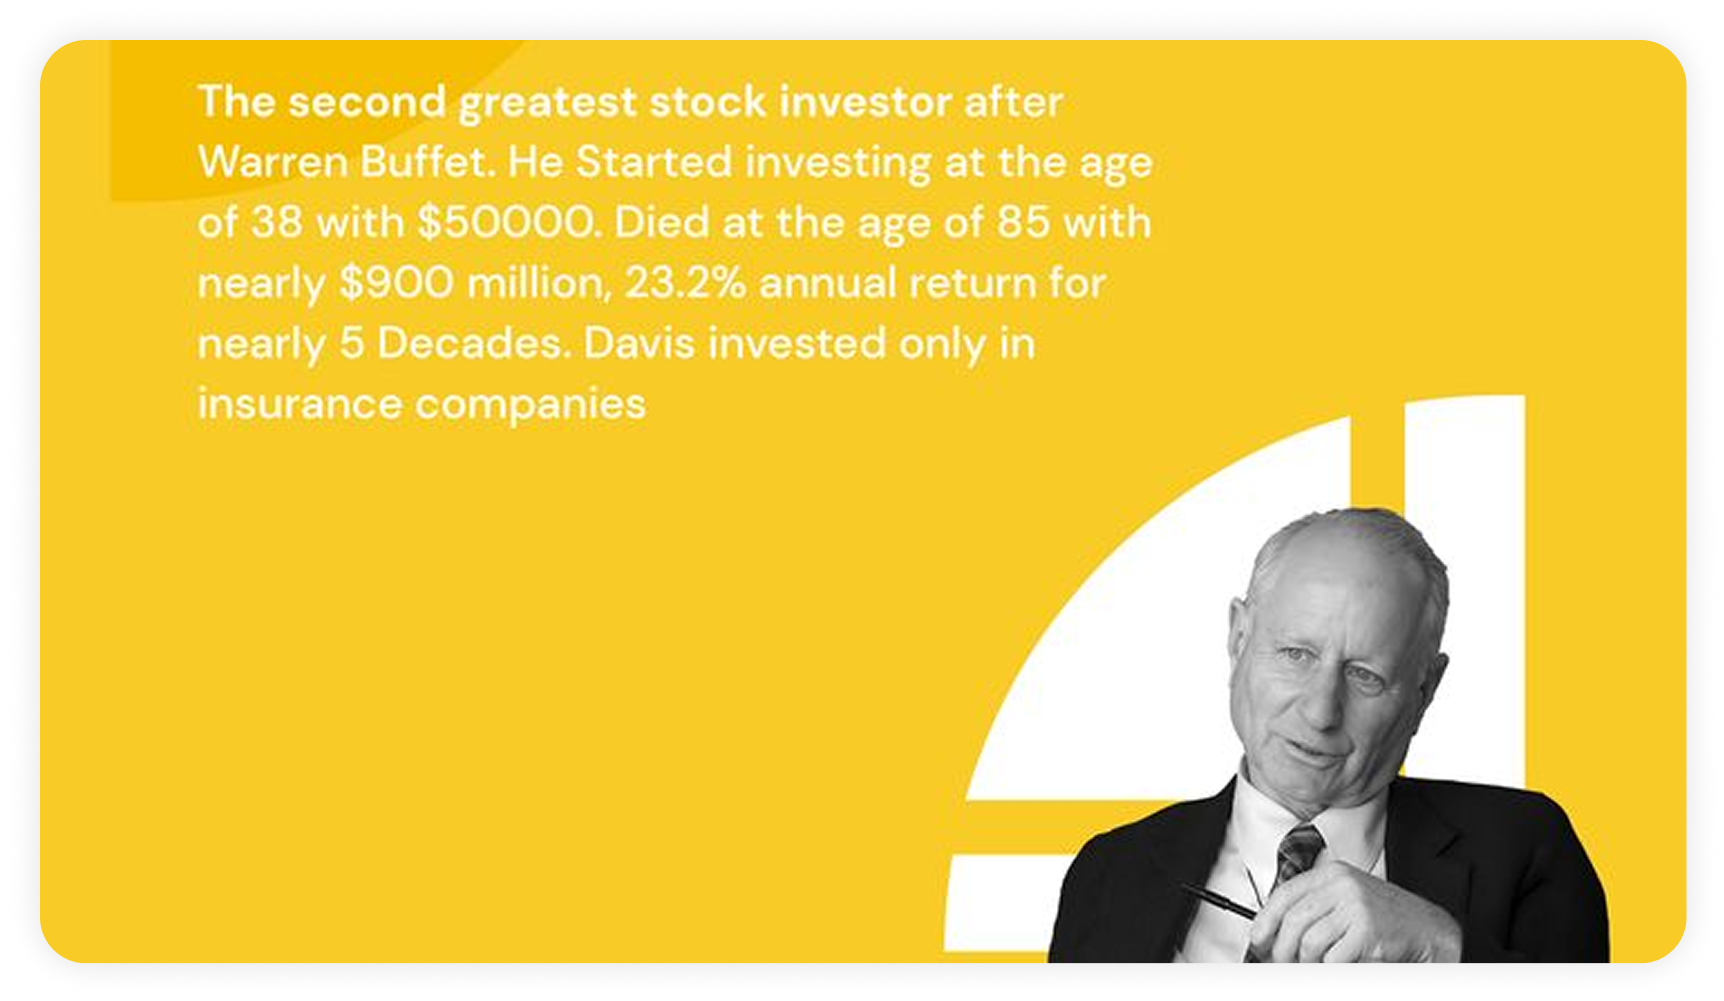 The second greatest stock investor after
Warren Buffet. He Started investing at the age
of 38 with $50000. Died at the age of 85 with
nearly $900 million, 23.2% annual return for
nearly 5 Decades. Davis invested only in
insurance companies